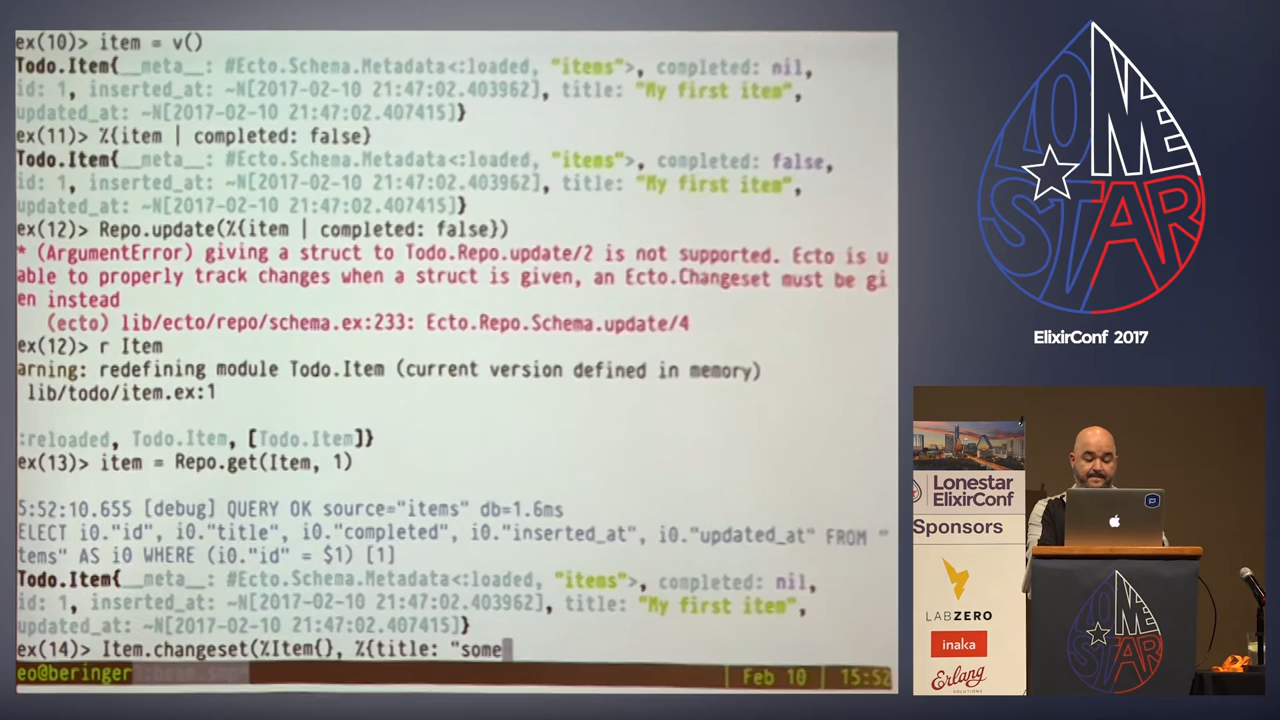 ex(10)> item = v()
Todo.Item{__meta__: #Ecto.Schema.Metadata<:loaded, "items">, completed: nil,
id: 1, inserted_at: ~N[2017-02-10 21:47:02.403962], title: "My first item",
updated_at: ~N[2017-02-10 21:47:02.407415]}
ex(11)> %{item | completed: false}
Todo.Item{__meta__: #Ecto.Schema.Metadata<:loaded, "items">, completed: false,
id: 1, inserted_at: ~N[2017-02-10 21:47:02.403962], title: "My first item",
updated_at: ~N[2017-02-10 21:47:02.407415]}
ex(12)> Repo.update(%{item | completed: false})
* (ArgumentError) giving a struct to Todo.Repo.update/2 is not supported. Ecto is u
able to properly track changes when a struct is given, an Ecto.Changeset must be gi
en instead
(ecto) lib/ecto/repo/schema.ex:233: Ecto.Repo.Schema.update/4
ex(12)> r Item
arning: redefining module Todo.Item (current version defined in memory)
lib/todo/item.ex:1
:reloaded, Todo.Item, [Todo.Item]}
ex(13)> item = Repo.get(Item, 1)
5:52:10.655 [debug] QUERY OK source="items" db=1.6ms
ELECT i0."id", i0."title", i0."completed", i0."inserted_at", i0."updated_at" FROM "
tems" AS i0 WHERE (i0."id" = $1) [1]
Todo.Item{__meta__: #Ecto.Schema.Metadata<:loaded, "items">, completed: nil,
id: 1, inserted_at: ~N[2017-02-10 21:47:02.403962], title: "My first item",
updated_at: ~N[2017-02-10 21:47:02.407415]}
ex(14)> Item.changeset(%Item{}, %{title: "some
eo@beringer
Feb 10 | 15:52
LONE
STAR
ElixirConf 2017
Lonestar
ElixirConf
Sponsors
LABZERO
inaka
Erlang
SOLUTIONS
LONE
STAR